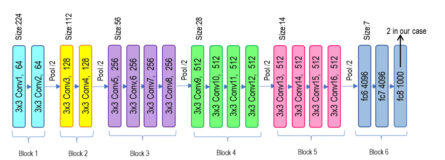 Size:224
3x3 Conv1, 64
3x3 Conv2, 64
Pool /2
Size:112
3x3 Conv3, 128
3x3 Conv4, 128
Pool /2
Size:56
3x3 Conv5, 256
3x3 Conv,6, 256
3x3 Conv7, 256
3x3 Conv8, 256
Pool /2
Size:28
3x3 Conv9, 512
3x3 Conv10, 512
3x3 Conv11, 512
3x3 Conv12, 512
Pool /2
Size:14
3x3 Conv13, 512
3x3 Conv14, 512
3x3 Conv15, 512
3x3 Conv16, 512
Pool /2
Size:7
2 in our case
fc6 4096
fc7 4096
fc8 1000
Block 1
Block 2
Block 3
Block 4
Block 5
Block 6